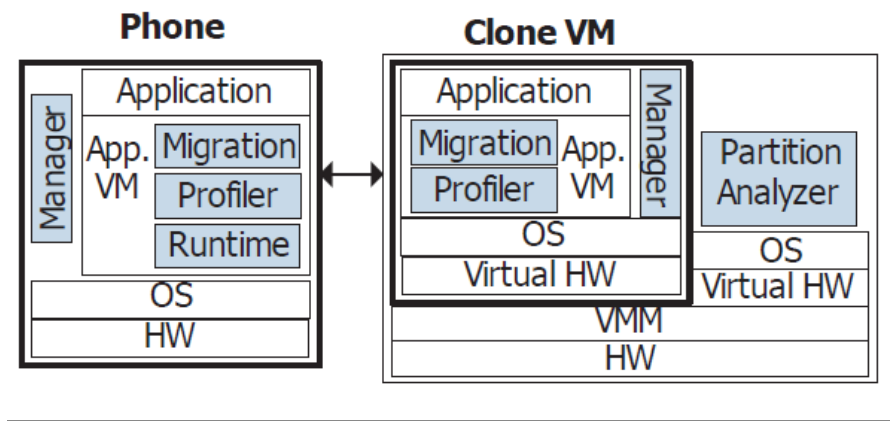 Phone
Application
Manager
App.
VM
Migration
Profiler
Runtime
OS
HW
Clone VM
Application
Migration
Profiler
App.
VM
Manager
OS
Virtual HW
Partition
Analyzer
OS
Virtual HW
VMM
HW